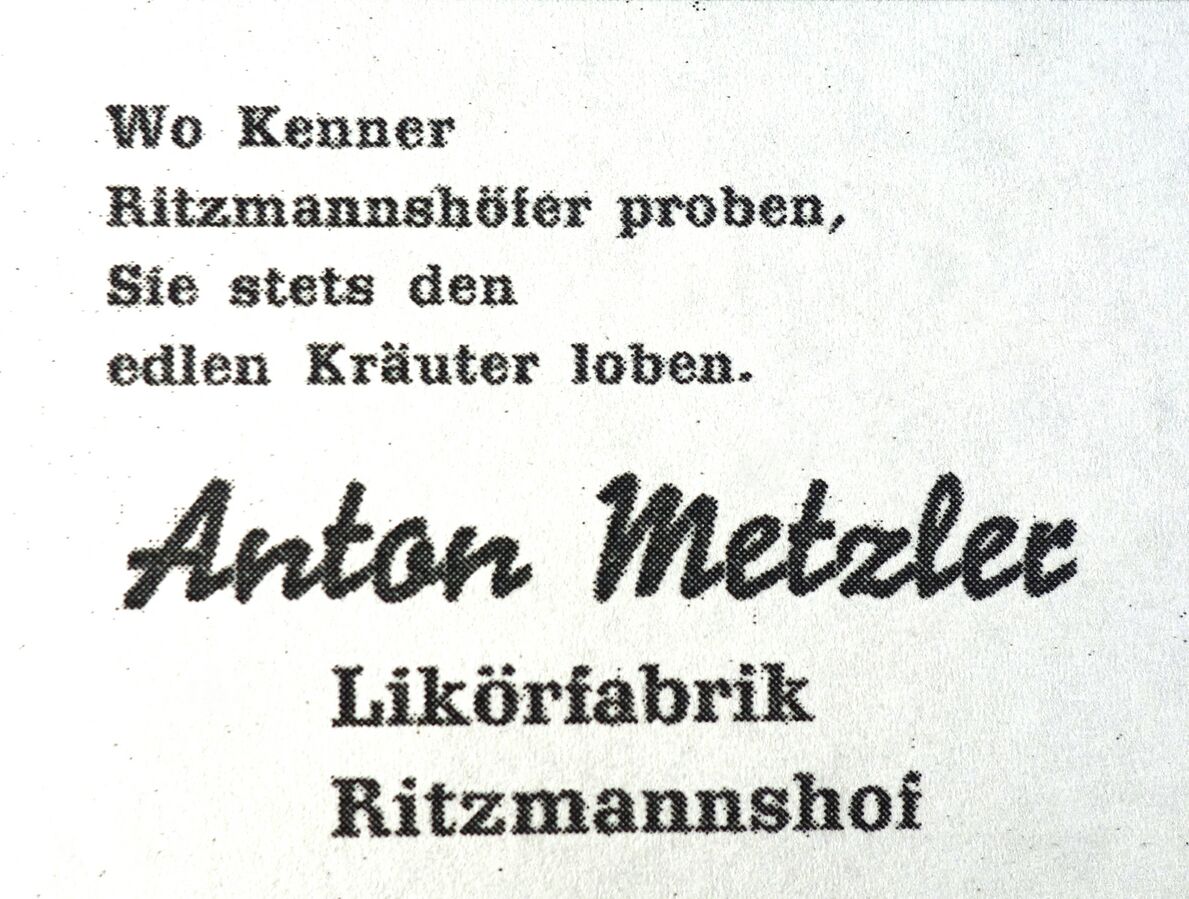 Wo Kenner
Ritzmannshöfer proben,
Sie stets den
edlen Kräuter loben.
Anton Metzler
Likörfabrik
Ritzmannshof